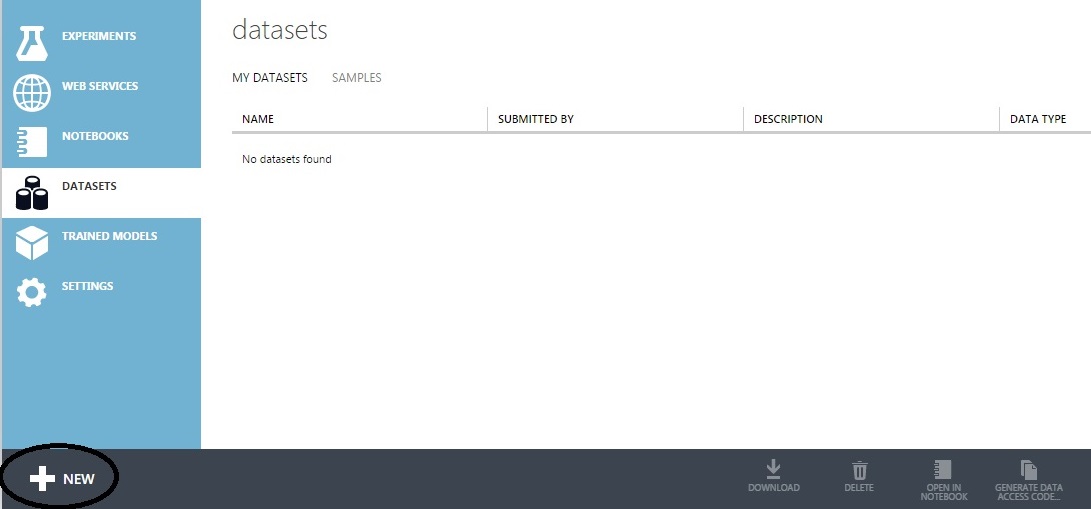 EXPERIMENTS
WEB SERVICES
NOTEBOOKS
DATASETS
TRAINED MODELS
SETTINGS
datasets
MY DATASETS SAMPLES
NAME SUBMITTED BY DESCRIPTION DATA TYPE
No datasets found
NEW
DOWNLOAD
DELETE
OPEN IN
NOTEBOOK
GENERATE DATA
ACCESS CODE...